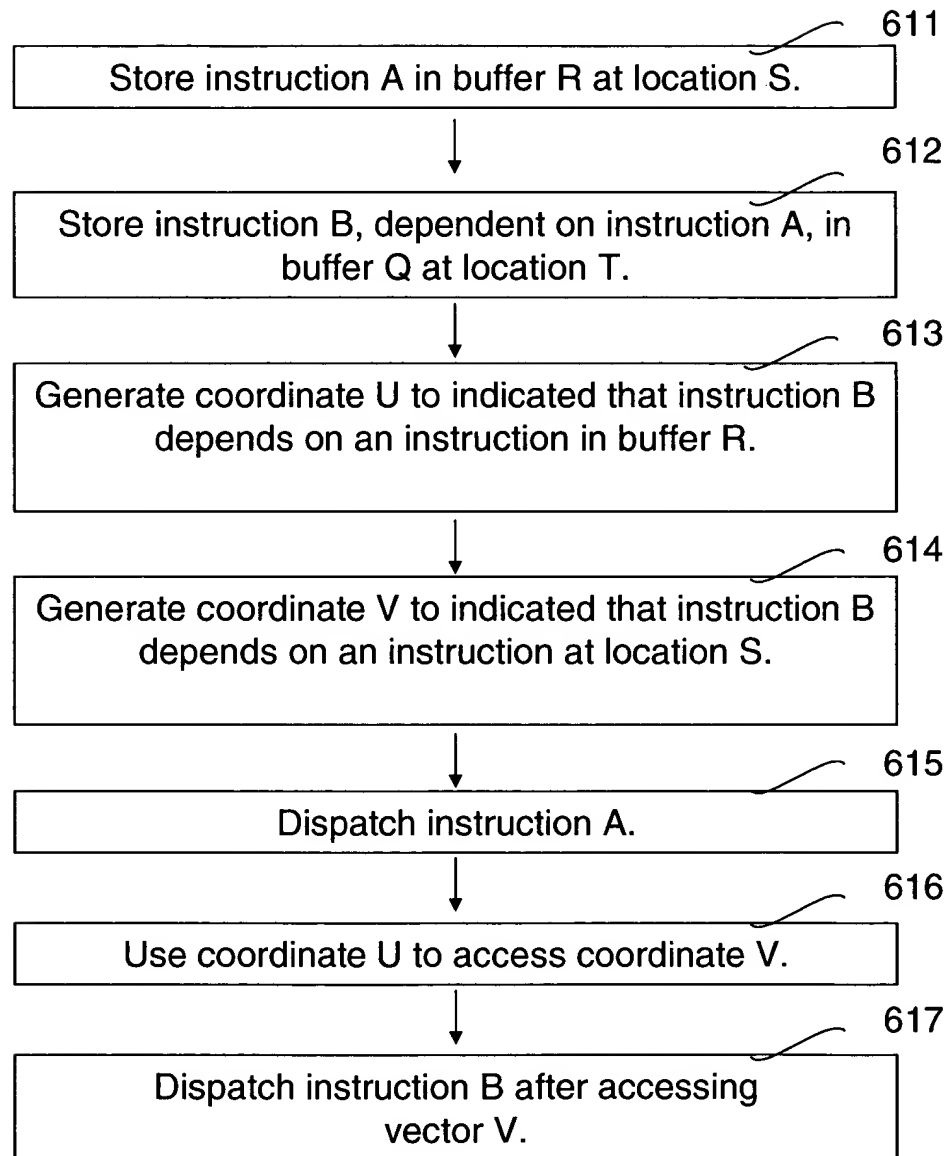 611
Store instruction A in buffer R at location S.
612
Store instruction B, dependent on instruction A, in
buffer Q at location T.
613
Generate coordinate U to indicated that instruction B
depends on an instruction in buffer R.
614
Generate coordinate V to indicated that instruction B
depends on an instruction at location S.
615
Dispatch instruction A.
616
Use coordinate U to access coordinate V.
617
Dispatch instruction B after accessing
vector V.